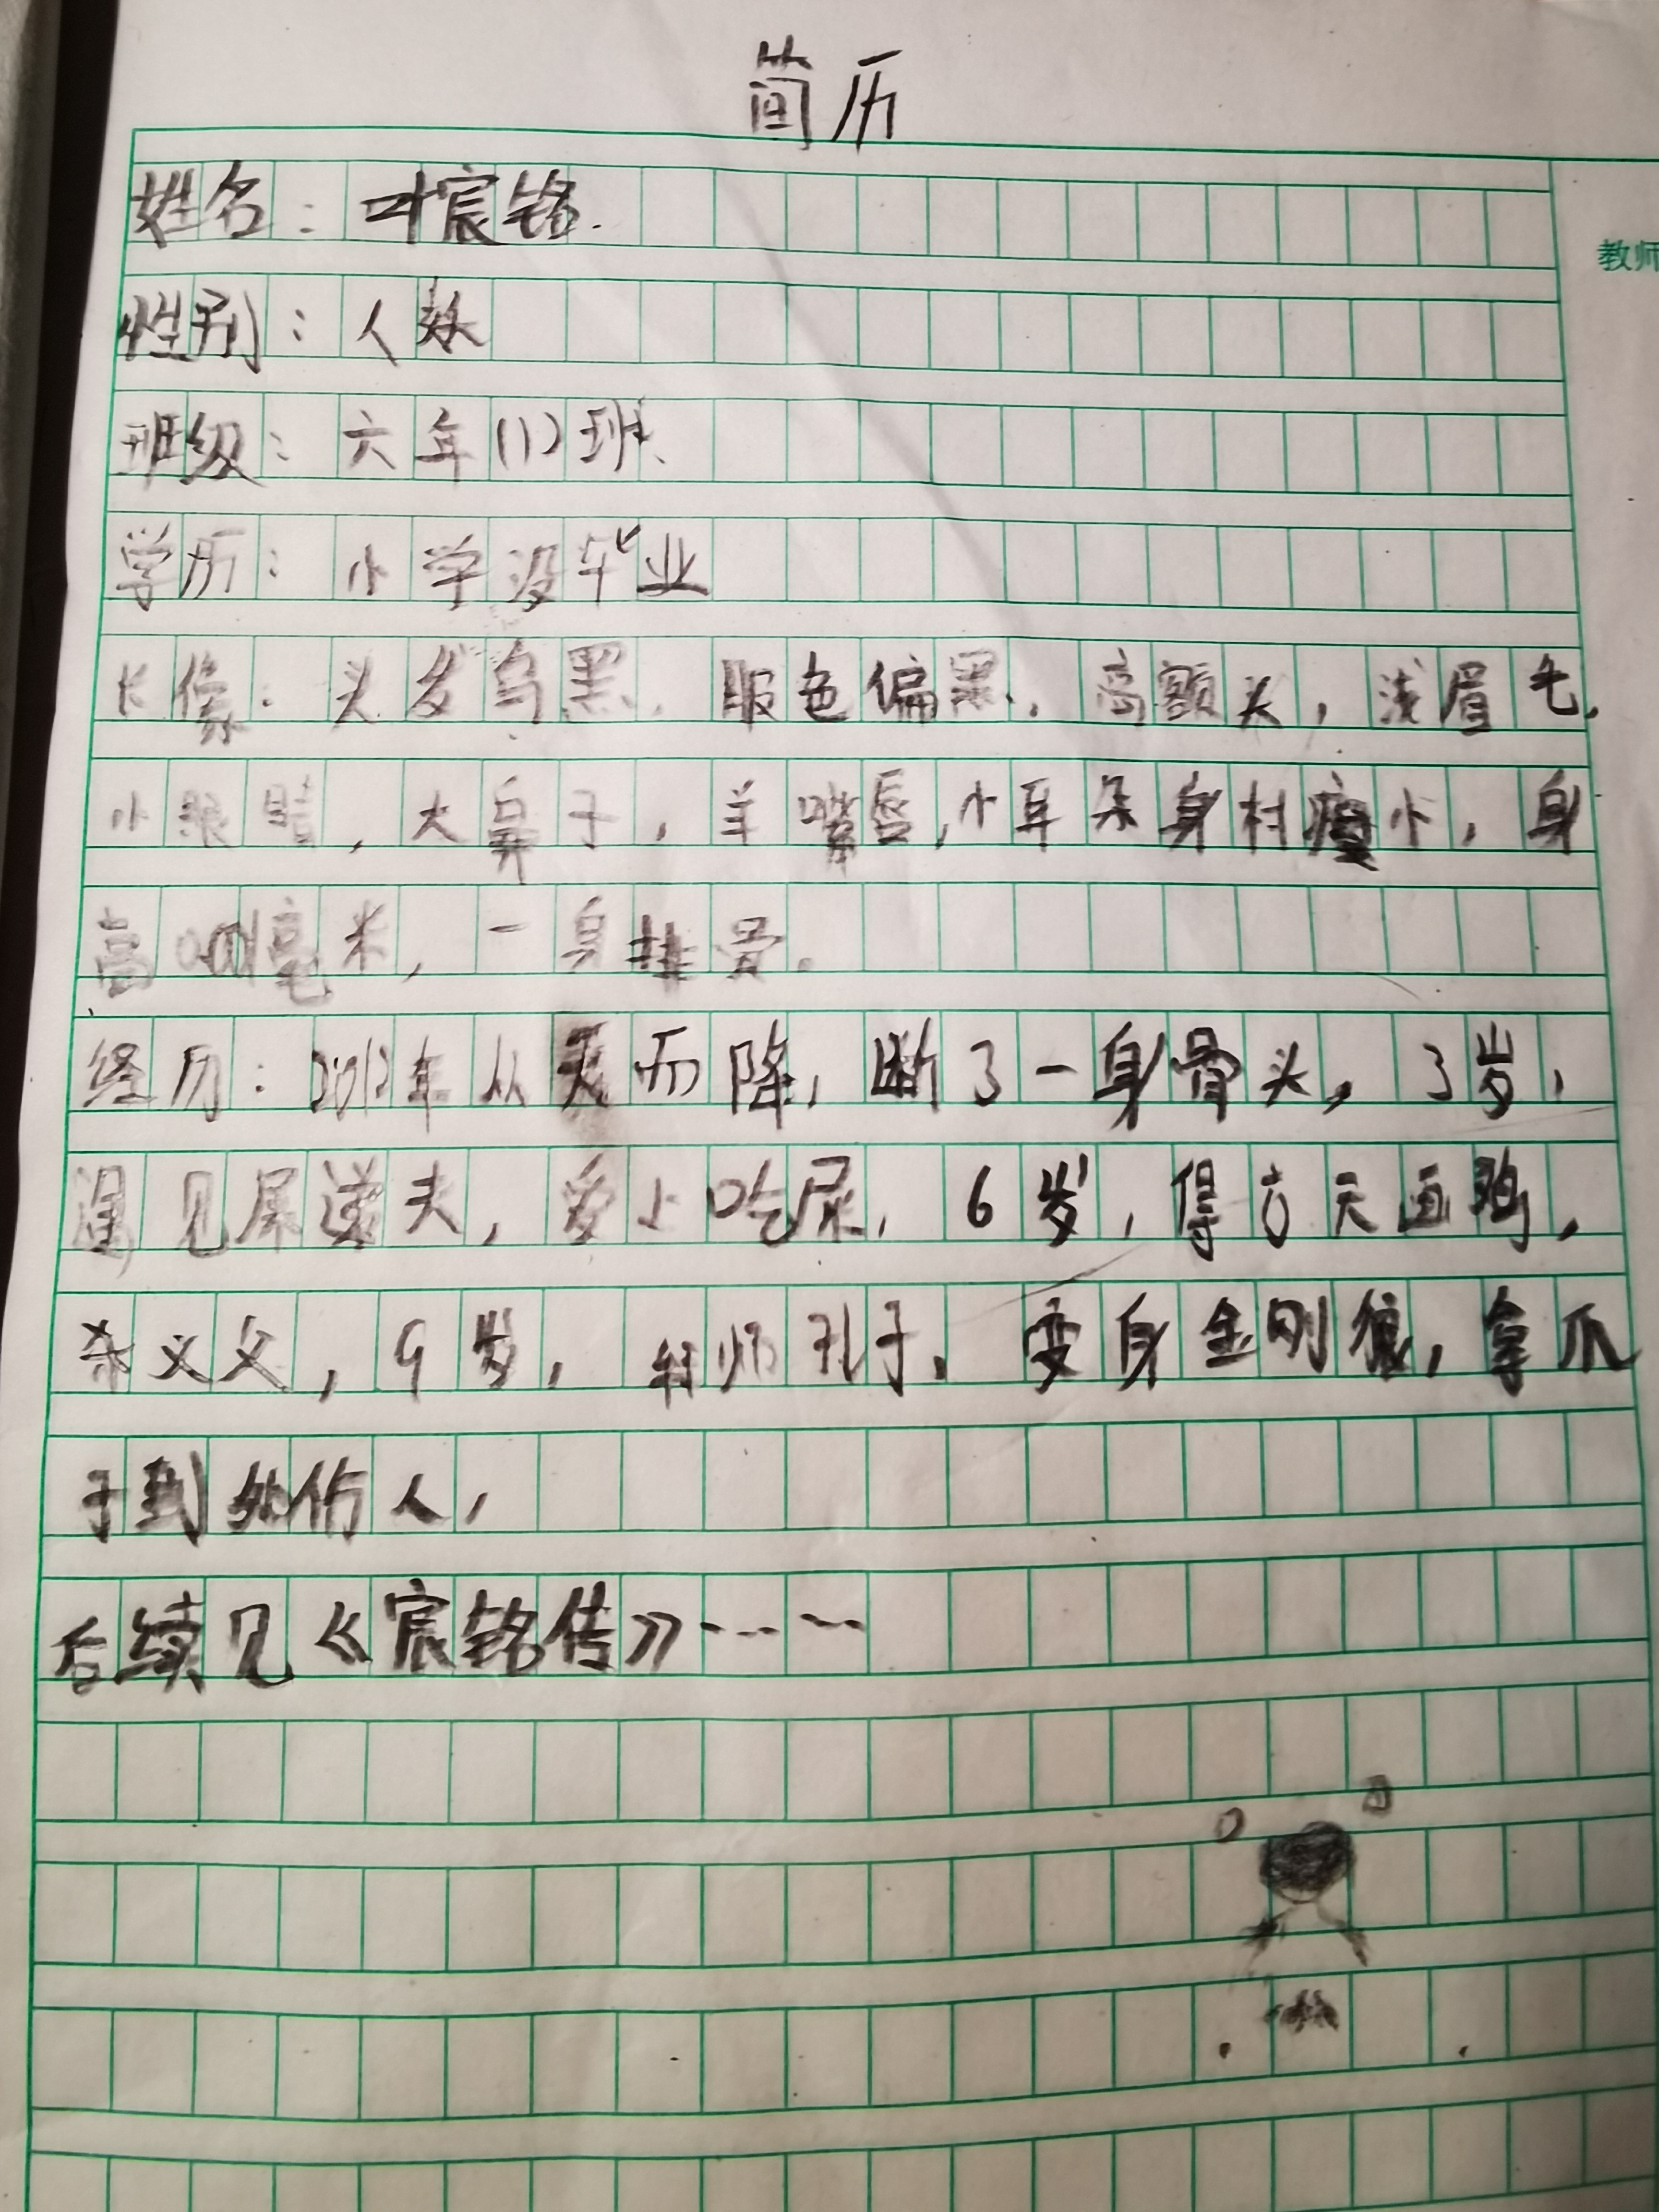 简历
姓名：叶宸铭.
教师
性别：人妖
班级：六年(1)班、
学历：小学没毕业
长像：头发乌黑，服色偏黑，高额头，浅眉毛，
小眼睛，大鼻子，羊嘴唇，小耳朵身材瘦小，身
高0.001毫米，一身排骨。
经历：2012年从天而降，断了一身骨头，3岁，
遇见屎 夫，爱上吃屎，6岁，得方天画 ，
杀义父，9岁， 师孔子，变身金刚狼，拿爪
子到处伤人，
后续见《宸铭传》……